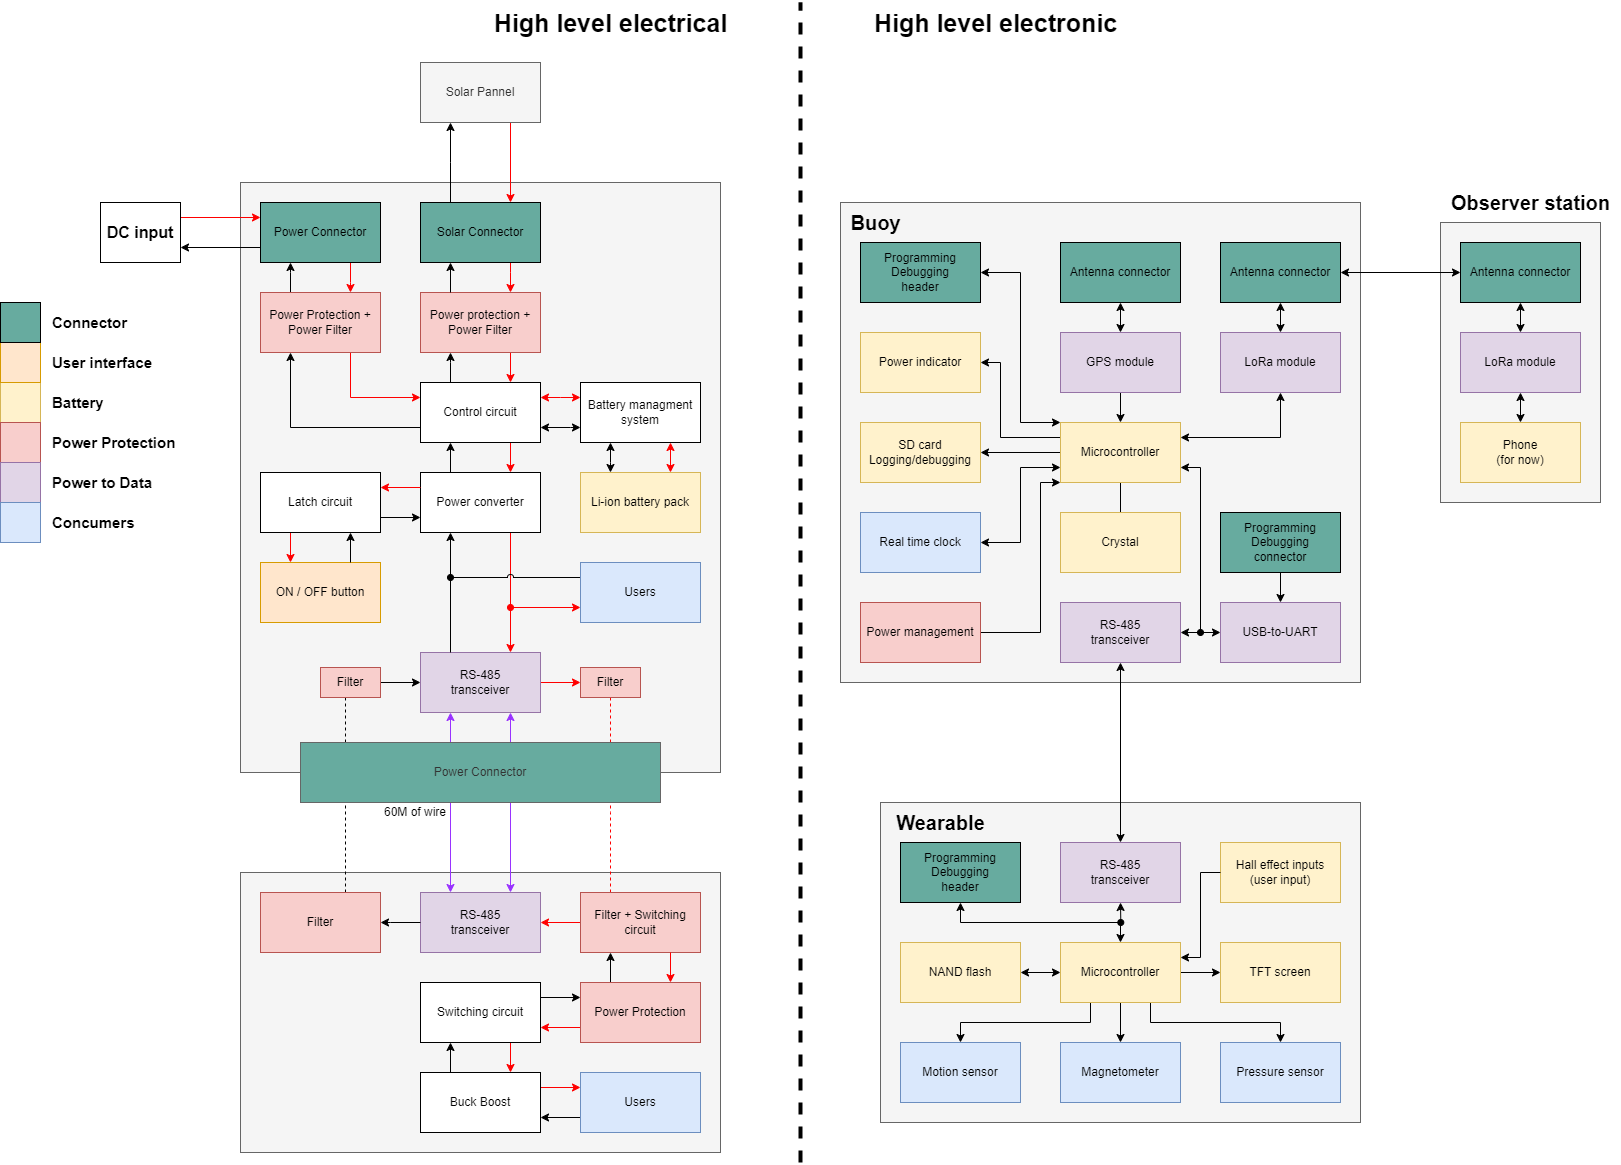 High level electrical
High level electronic
Solar Pannel
DC input
Power Connector
Solar Connector
Power Protection +
Power Filter
Power protection +
Power Filter
Control circuit
Battery managment
system
Latch circuit
Power converter
Li-ion battery pack
ON / OFF button
Users
Filter
RS-485
transceiver
Filter
Power Connector
60M of wire
Filter
RS-485
transceiver
Filter + Switching
circuit
Switching circuit
Power Protection
Buck Boost
Users
Connector
User interface
Battery
Power Protection
Power to Data
Concumers
Buoy
Programming
Debugging
header
Antenna connector
Antenna connector
Power indicator
GPS module
LoRa module
SD card
Logging/debugging
Microcontroller
Real time clock
Crystal
Programming
Debugging
connector
Power management
RS-485
transceiver
USB-to-UART
Observer station
Antenna connector
LoRa module
Phone
(for now)
Wearable
Programming
Debugging
header
RS-485
transceiver
Hall effect inputs
(user input)
NAND flash
Microcontroller
TFT screen
Motion sensor
Magnetometer
Pressure sensor